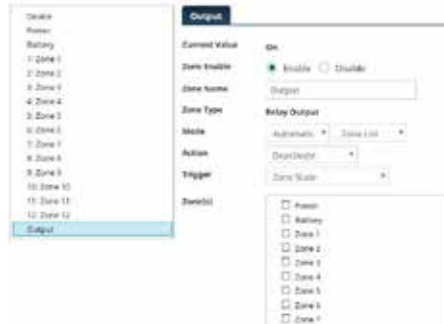 Device
Power
Battery
1: Zone 1
2: Zone 2
3: Zone 3
4: Zone 4
5: Zone 5
6: Zone 6
7: Zone 7
8: Zone 8
9: Zone 9
10: Zone 10
11: Zone 11
12: Zone 12
Output
Output
Current Value On
Zone Enable Enable Disable
Zone Name Output
Zone Type Relay Output
Mode Automatic Zone List
Action Deactivate
Trigger Zone State
Zone(s)
Power
Battery
Zone 1
Zone 2
Zone 3
Zone 4
Zone 5
Zone 6
Zone 7